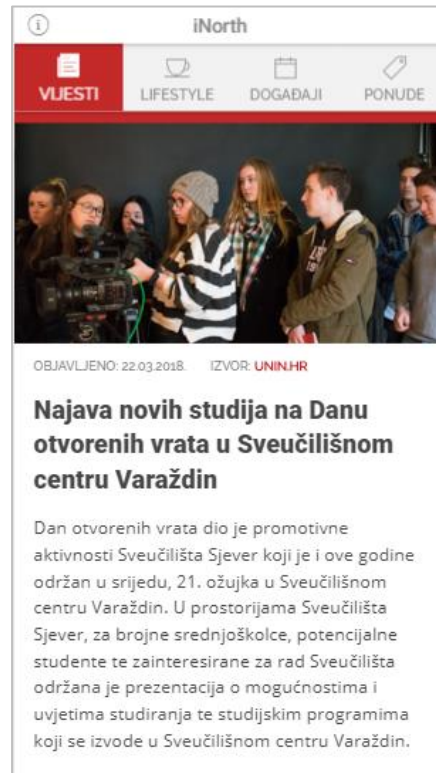 iNorth
VIJESTI LIFESTYLE DOGAĐAJI PONUDE
OBJAVLJENO: 22.03.2018. IZVOR: UNIN.HR
Najava novih studija na Danu
otvorenih vrata u Sveučilišnom
centru Varaždin
Dan otvorenih vrata dio je promotivne
aktivnosti Sveučilišta Sjever koji je i ove godine
održan u srijedu, 21. ožujka u Sveučilišnom
centru Varaždin. U prostorijama Sveučilišta
Sjever, za brojne srednjoškolce, potencijalne
studente te zainteresirane za rad Sveučilišta
održana je prezentacija o mogućnostima i
uvjetima studiranja te studijskim programima
koji se izvode u Sveučilišnom centru Varaždin.